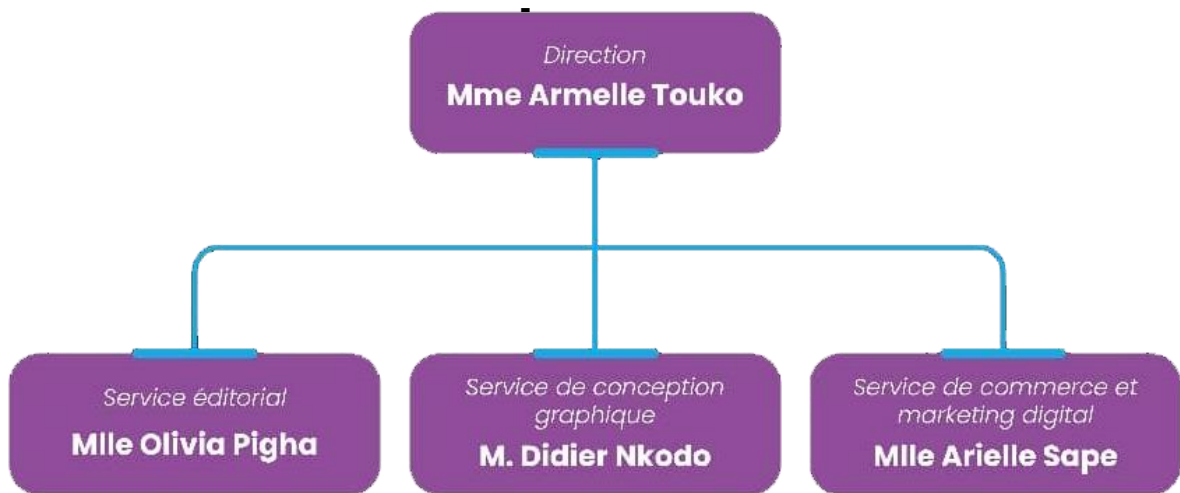 Direction
Mme Armelle Touko
Service éditorial
Mlle Olivia Pigha
Service de conception
graphique
M. Didier Nkodo
Service de commerce et
marketing digital
Mlle Arielle Sape